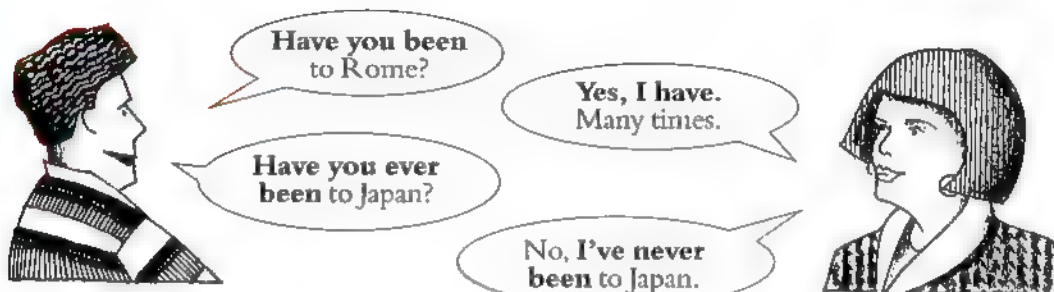 Have you been
to Rome?
Yes, I have.
Many times.
Have you ever
been to Japan?
No, I've never
been to Japan.